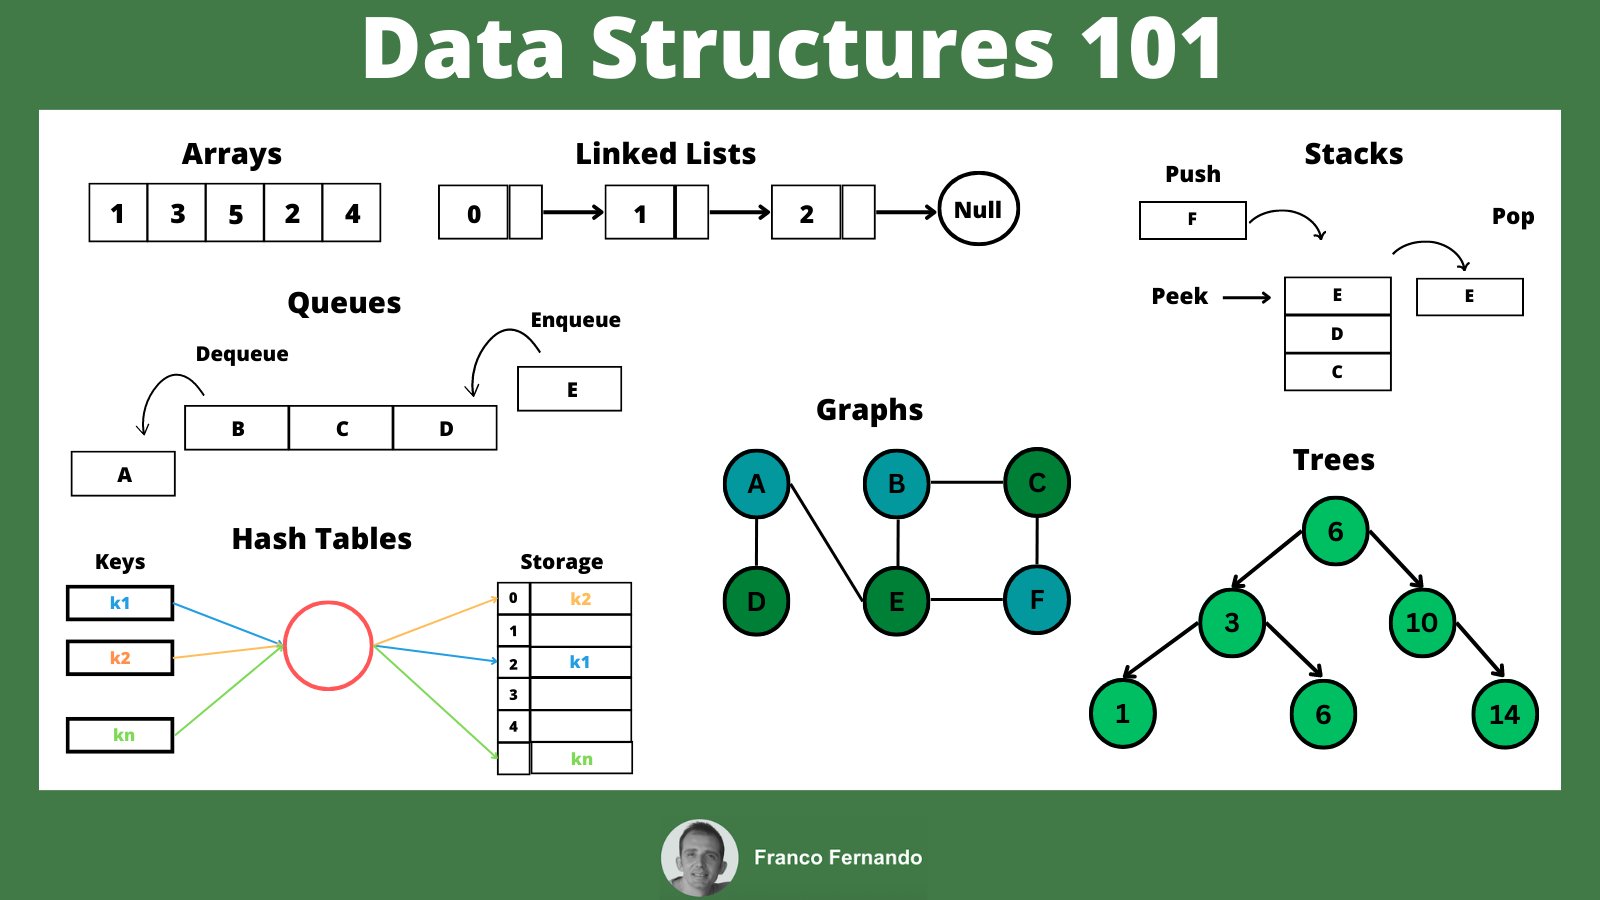 Data Structures 101
Arrays
1 3 5 2 4
Linked Lists
0 1 2 Null
Stacks
Push
F
Pop
Peek
E
E
D
C
Queues
Dequeue
Enqueue
E
B C D
A
Graphs
A B C
D E F
Trees
6
3 10
1 6 14
Hash Tables
Keys
k1
k2
kn
Storage
0 k2
1
2 k1
3
4
kn
Franco Fernando